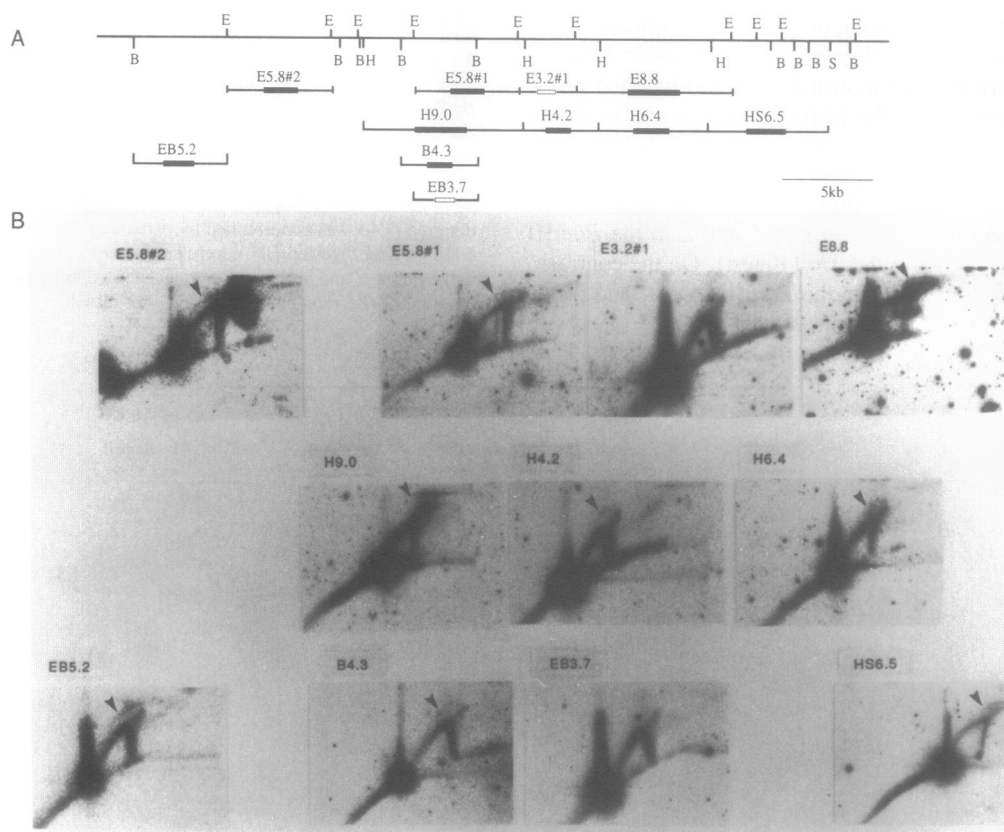 A
E E E E E E E E E E
B B BH B B H H H B B B S B
E5.8#2 E5.8#1 E3.2#1 E8.8
H9.0 H4.2 H6.4 HS6.5
EB5.2 B4.3
EB3.7
5kb
B
E5.8#2 E5.8#1 E3.2#1 E8.8
H9.0 H4.2 H6.4
EB5.2 B4.3 EB3.7 HS6.5